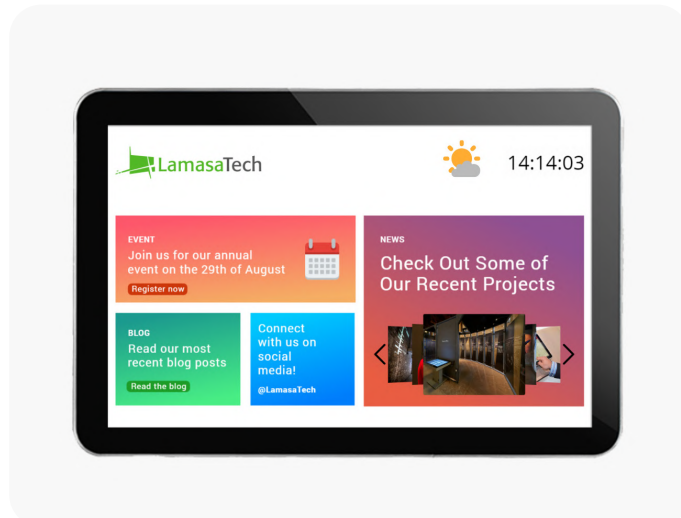 LamasaTech
14:14:03
EVENT
Join us for our annual
event on the 29th of August
Register now
NEWS
Check Out Some of
Our Recent Projects
BLOG
Read our most
recent blog posts
Read the blog
Connect
with us on
social
media!
@LamasaTech